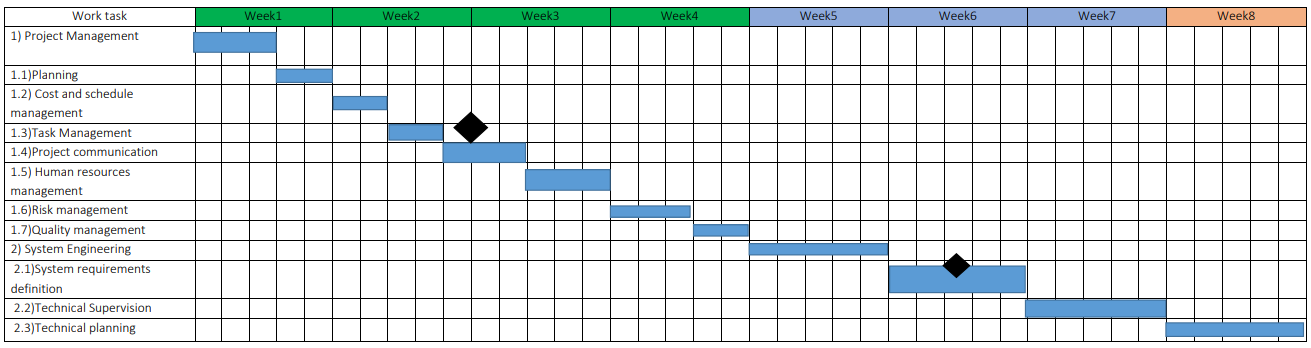 Work task Week1 Week2 Week3 Week4 Week5 Week6 Week7 Week8
1) Project Management
1.1)Planning
1.2) Cost and schedule
management
1.3)Task Management
1.4)Project communication
1.5) Human resources
management
1.6)Risk management
1.7)Quality management
2) System Engineering
2.1)System requirements
definition
2.2)Technical Supervision
2.3)Technical planning